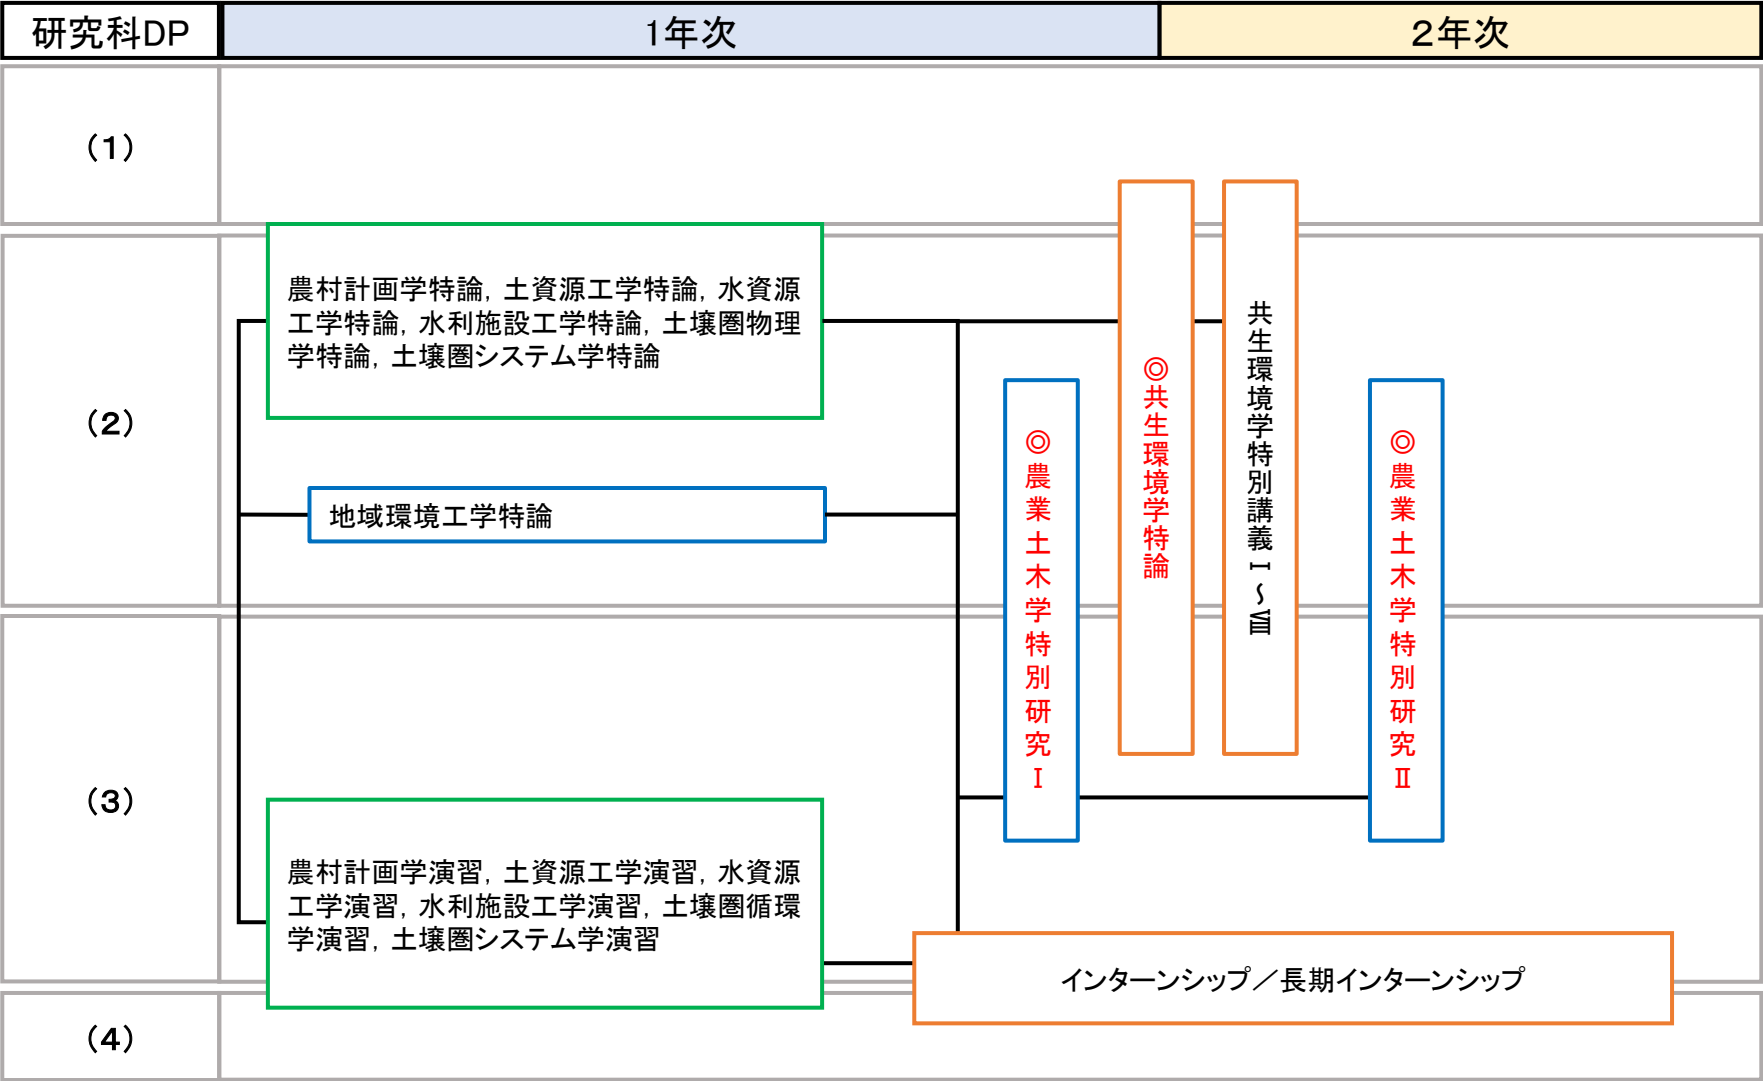 研究科DP
1年次
２年次
（1）
農村計画学特論，土資源工学特論，水資源
工学特論，水利施設工学特論，土壌圏物理
学特論，土壌圏システム学特論
（2）
地域環境工学特論
◎農業土木学特別研究Ⅰ
◎共生環境学特論
共生環境学特別講義Ⅰ～Ⅷ
◎農業土木学特別研究Ⅱ
（3）
農村計画学演習，土資源工学演習，水資源
工学演習，水利施設工学演習，土壌圏循環
学演習，土壌圏システム学演習
インターンシップ／長期インターンシップ
（4）